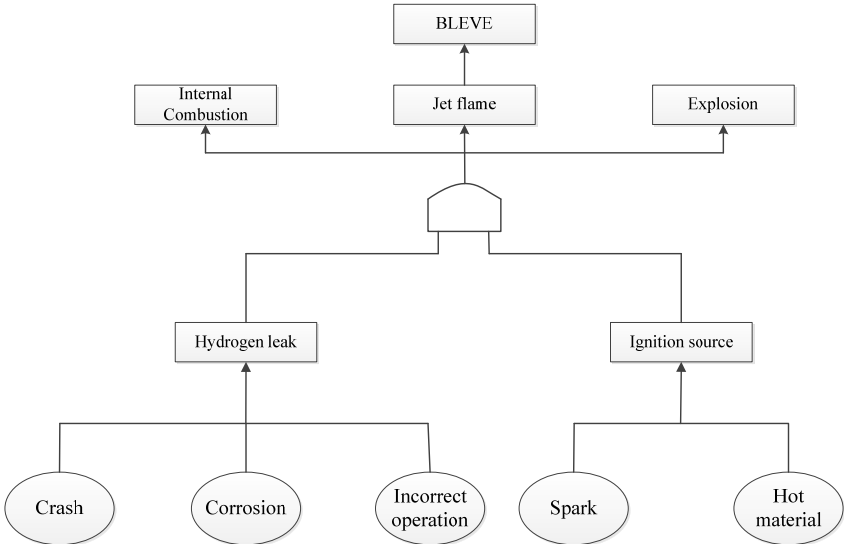 BLEVE
Internal
Combustion
Jet flame
Explosion
Hydrogen leak
Ignition source
Crash
Corrosion
Incorrect
operation
Spark
Hot
material